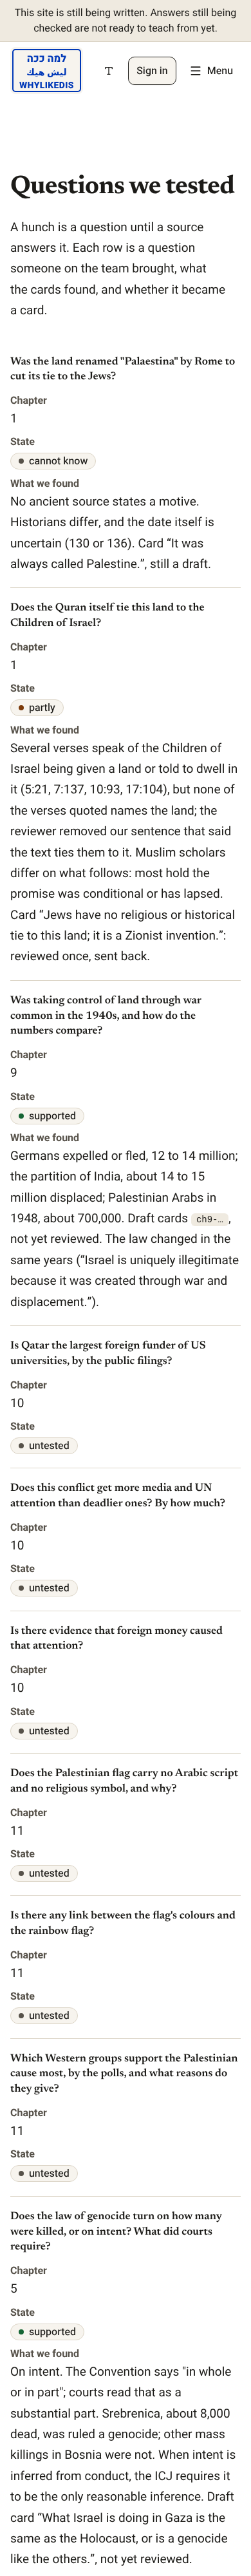 This site is still being written. Answers still being
checked are not ready to teach from yet.
למה ככה
ليش هيك
WHYLIKEDIS
T
Sign in
Menu
Questions we tested
A hunch is a question until a source
answers it. Each row is a question
someone on the team brought, what
the cards found, and whether it became
a card.
Was the land renamed "Palaestina" by Rome to
cut its tie to the Jews?
Chapter
1
State
cannot know
What we found
No ancient source states a motive.
Historians differ, and the date itself is
uncertain (130 or 136). Card “It was
always called Palestine.”, still a draft.
Does the Quran itself tie this land to the
Children of Israel?
Chapter
1
State
partly
What we found
Several verses speak of the Children of
Israel being given a land or told to dwell in
it (5:21, 7:137, 10:93, 17:104), but none of
the verses quoted names the land; the
reviewer removed our sentence that said
the text ties them to it. Muslim scholars
differ on what follows: most hold the
promise was conditional or has lapsed.
Card “Jews have no religious or historical
tie to this land; it is a Zionist invention.”:
reviewed once, sent back.
Was taking control of land through war
common in the 1940s, and how do the
numbers compare?
Chapter
9
State
supported
What we found
Germans expelled or fled, 12 to 14 million;
the partition of India, about 14 to 15
million displaced; Palestinian Arabs in
1948, about 700,000. Draft cards ch9-… ,
not yet reviewed. The law changed in the
same years (“Israel is uniquely illegitimate
because it was created through war and
displacement.”).
Is Qatar the largest foreign funder of US
universities, by the public filings?
Chapter
10
State
untested
Does this conflict get more media and UN
attention than deadlier ones? By how much?
Chapter
10
State
untested
Is there evidence that foreign money caused
that attention?
Chapter
10
State
untested
Does the Palestinian flag carry no Arabic script
and no religious symbol, and why?
Chapter
11
State
untested
Is there any link between the flag's colours and
the rainbow flag?
Chapter
11
State
untested
Which Western groups support the Palestinian
cause most, by the polls, and what reasons do
they give?
Chapter
11
State
untested
Does the law of genocide turn on how many
were killed, or on intent? What did courts
require?
Chapter
5
State
supported
What we found
On intent. The Convention says "in whole
or in part"; courts read that as a
substantial part. Srebrenica, about 8,000
dead, was ruled a genocide; other mass
killings in Bosnia were not. When intent is
inferred from conduct, the ICJ requires it
to be the only reasonable inference. Draft
card “What Israel is doing in Gaza is the
same as the Holocaust, or is a genocide
like the others.”, not yet reviewed.